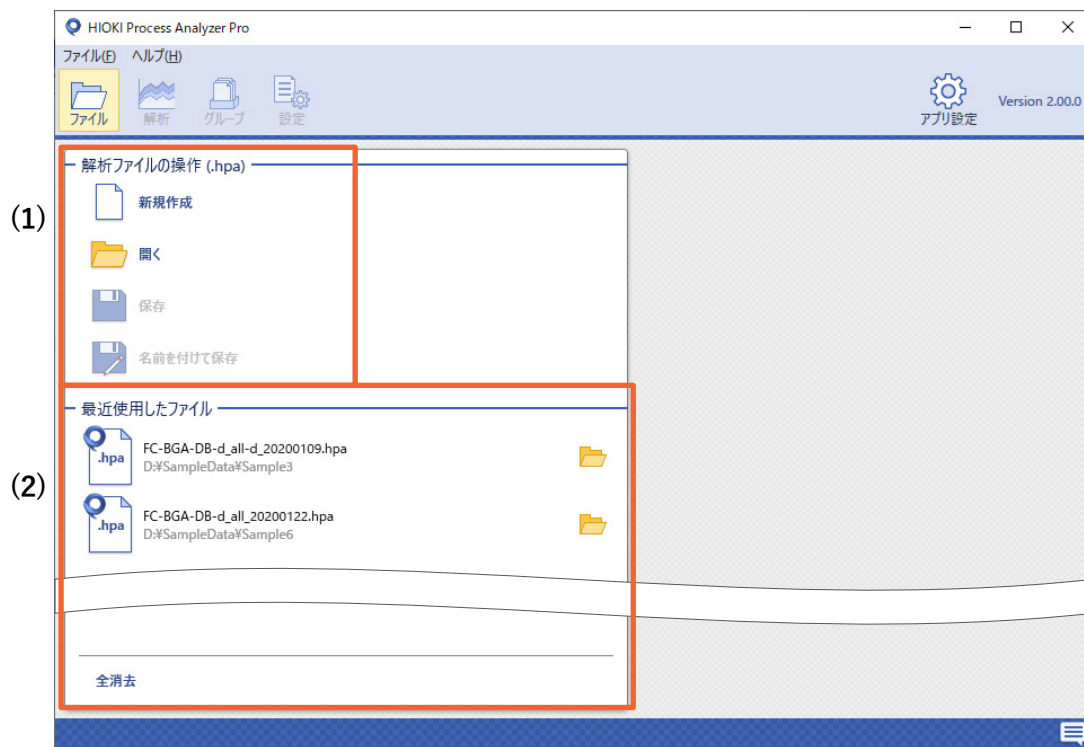 HIOKI Process Analyzer Pro
ファイル(F) ヘルプ(H)
ファイル 解析 グループ 設定 アプリ設定 Version 2.00.0
解析ファイルの操作 (.hpa)
(1)
新規作成
開く
保存
名前を付けて保存
最近使用したファイル
(2)
.hpa
FC-BGA-DB-d_all-d_20200109.hpa
D:¥SampleData¥Sample3
.hpa
FC-BGA-DB-d_all_20200122.hpa
D:¥SampleData¥Sample6
全消去